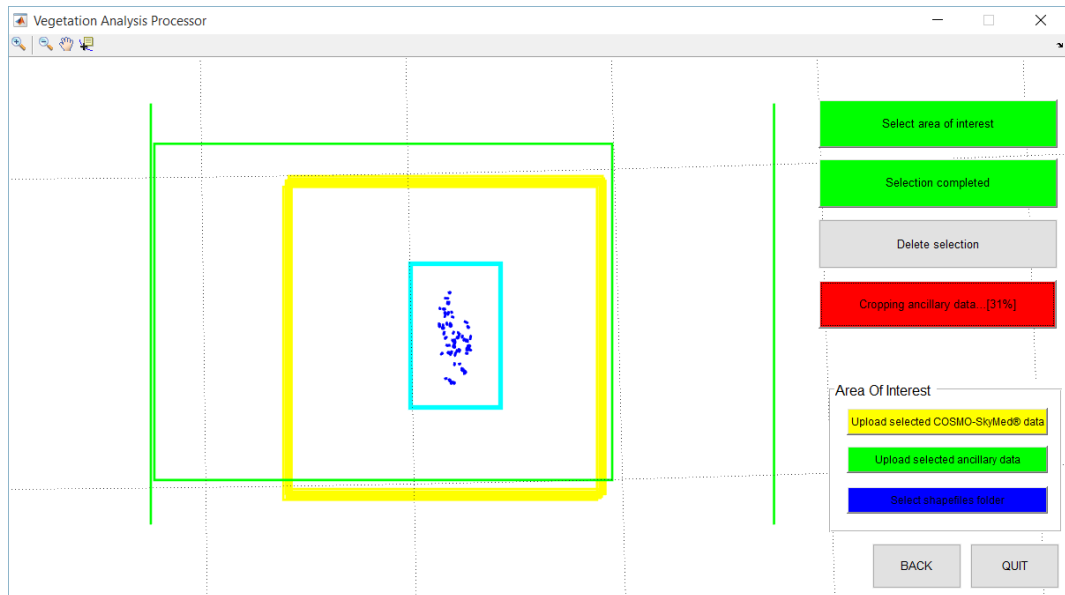 Vegetation Analysis Processor
Select area of interest
Selection completed
Delete selection
Cropping ancillary data...[31%]
Area Of Interest
Upload selected COSMO-SkyMed® data
Upload selected ancillary data
Select shapefiles folder
BACK
QUIT